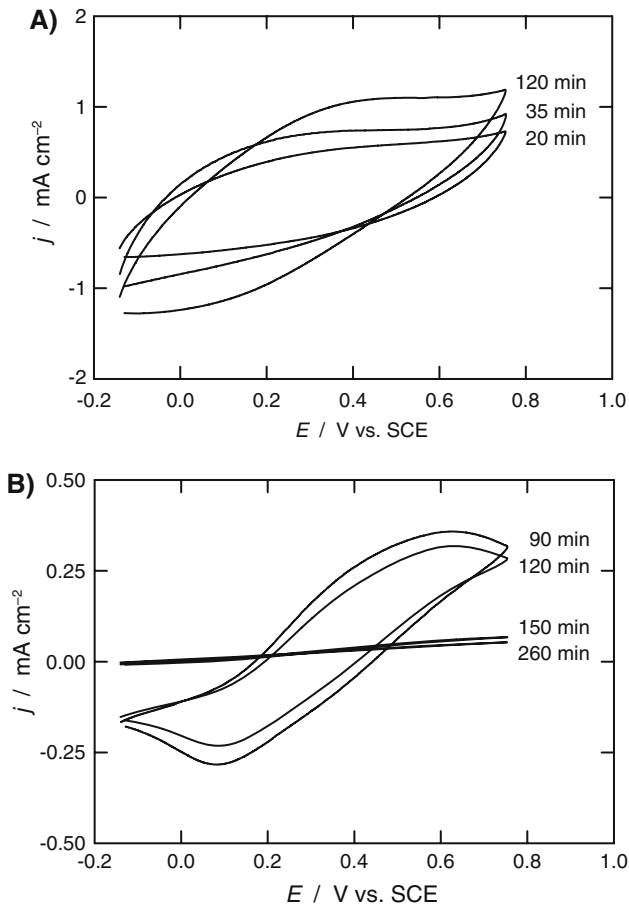 A)
2
1
0
-1
-2
j / mA cm⁻²
120 min
35 min
20 min
-0.2 0.0 0.2 0.4 0.6 0.8 1.0
E / V vs. SCE
B)
0.50
0.25
0.00
-0.25
-0.50
j / mA cm⁻²
90 min
120 min
150 min
260 min
-0.2 0.0 0.2 0.4 0.6 0.8 1.0
E / V vs. SCE